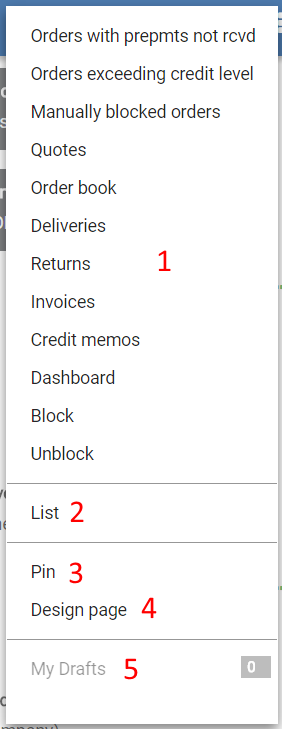 Orders with prepmts not rcvd
Orders exceeding credit level
Manually blocked orders
Quotes
Order book
Deliveries
Returns 1
Invoices
Credit memos
Dashboard
Block
Unblock
List 2
Pin 3
Design page 4
My Drafts 5 0